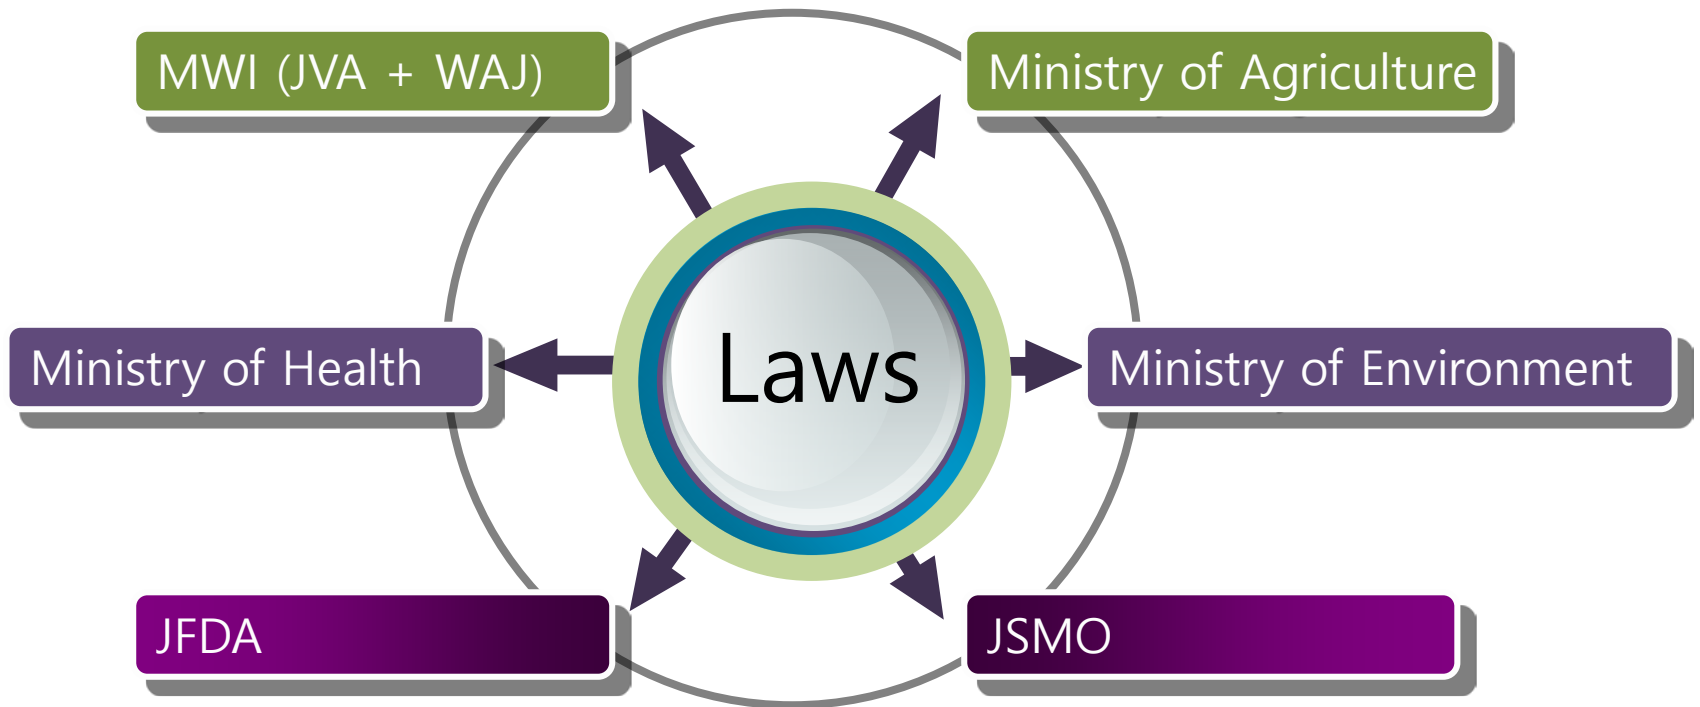 MWI (JVA + WAJ)
Ministry of Agriculture
Ministry of Health
Laws
Ministry of Environment
JFDA
JSMO